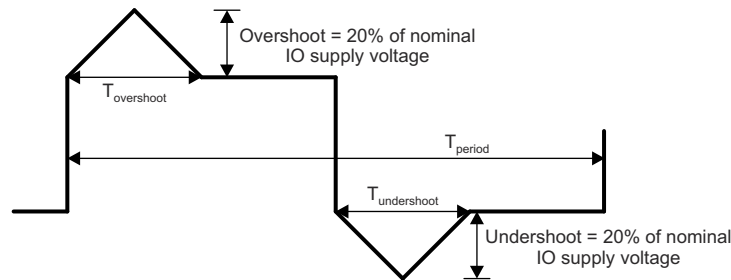 Overshoot = 20% of nominal
IO supply voltage
Tovershoot
Tperiod
Tundershoot
Undershoot = 20% of nominal
IO supply voltage